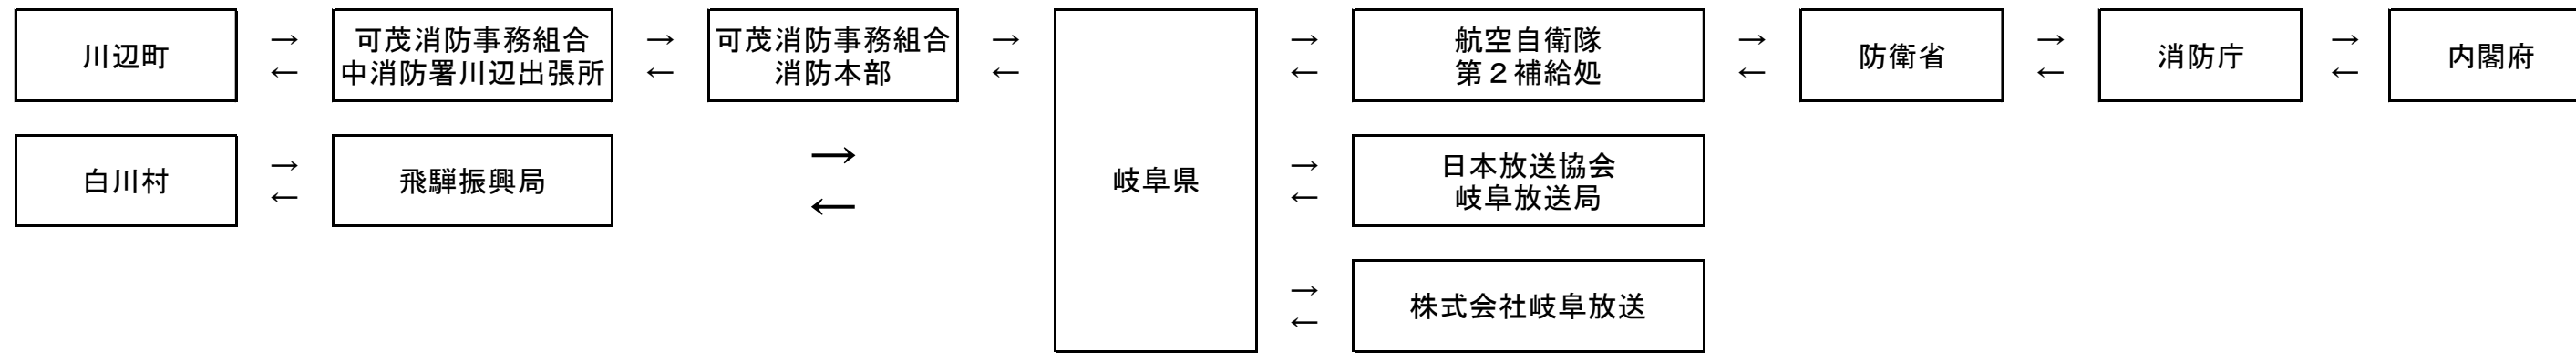 川辺町
→
←
可茂消防事務組合
中消防署川辺出張所
→
←
可茂消防事務組合
消防本部
→
←
岐阜県
→
←
航空自衛隊
第２補給処
→
←
防衛省
→
←
消防庁
→
←
内閣府
白川村
→
←
飛騨振興局
→
←
→
←
日本放送協会
岐阜放送局
→
←
株式会社岐阜放送